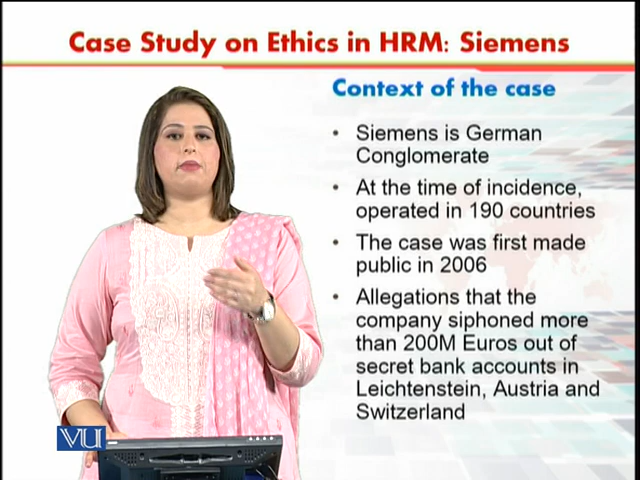 Case Study on Ethics in HRM: Siemens
Context of the case
• Siemens is German
Conglomerate
• At the time of incidence,
operated in 190 countries
• The case was first made
public in 2006
• Allegations that the
company siphoned more
than 200M Euros out of
secret bank accounts in
Leichtenstein, Austria and
Switzerland
VU